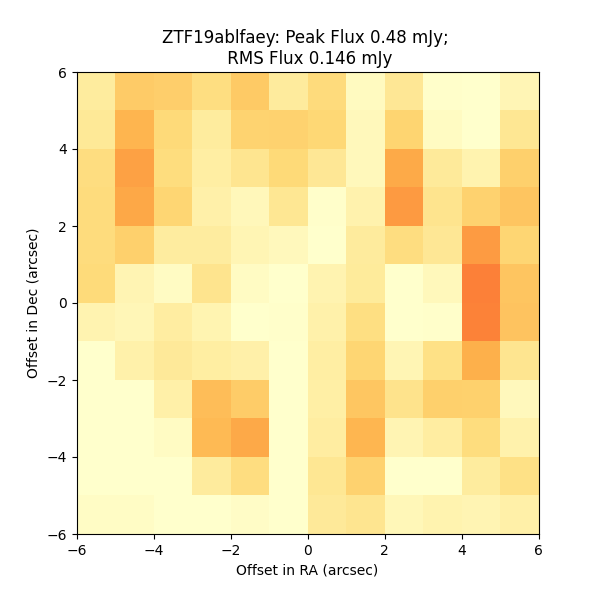 ZTF19ablfaey: Peak Flux 0.48 mJy;
RMS Flux 0.146 mJy
6
4
2
0
−2
−4
−6
Offset in Dec (arcsec)
−6 −4 −2 0 2 4 6
Offset in RA (arcsec)